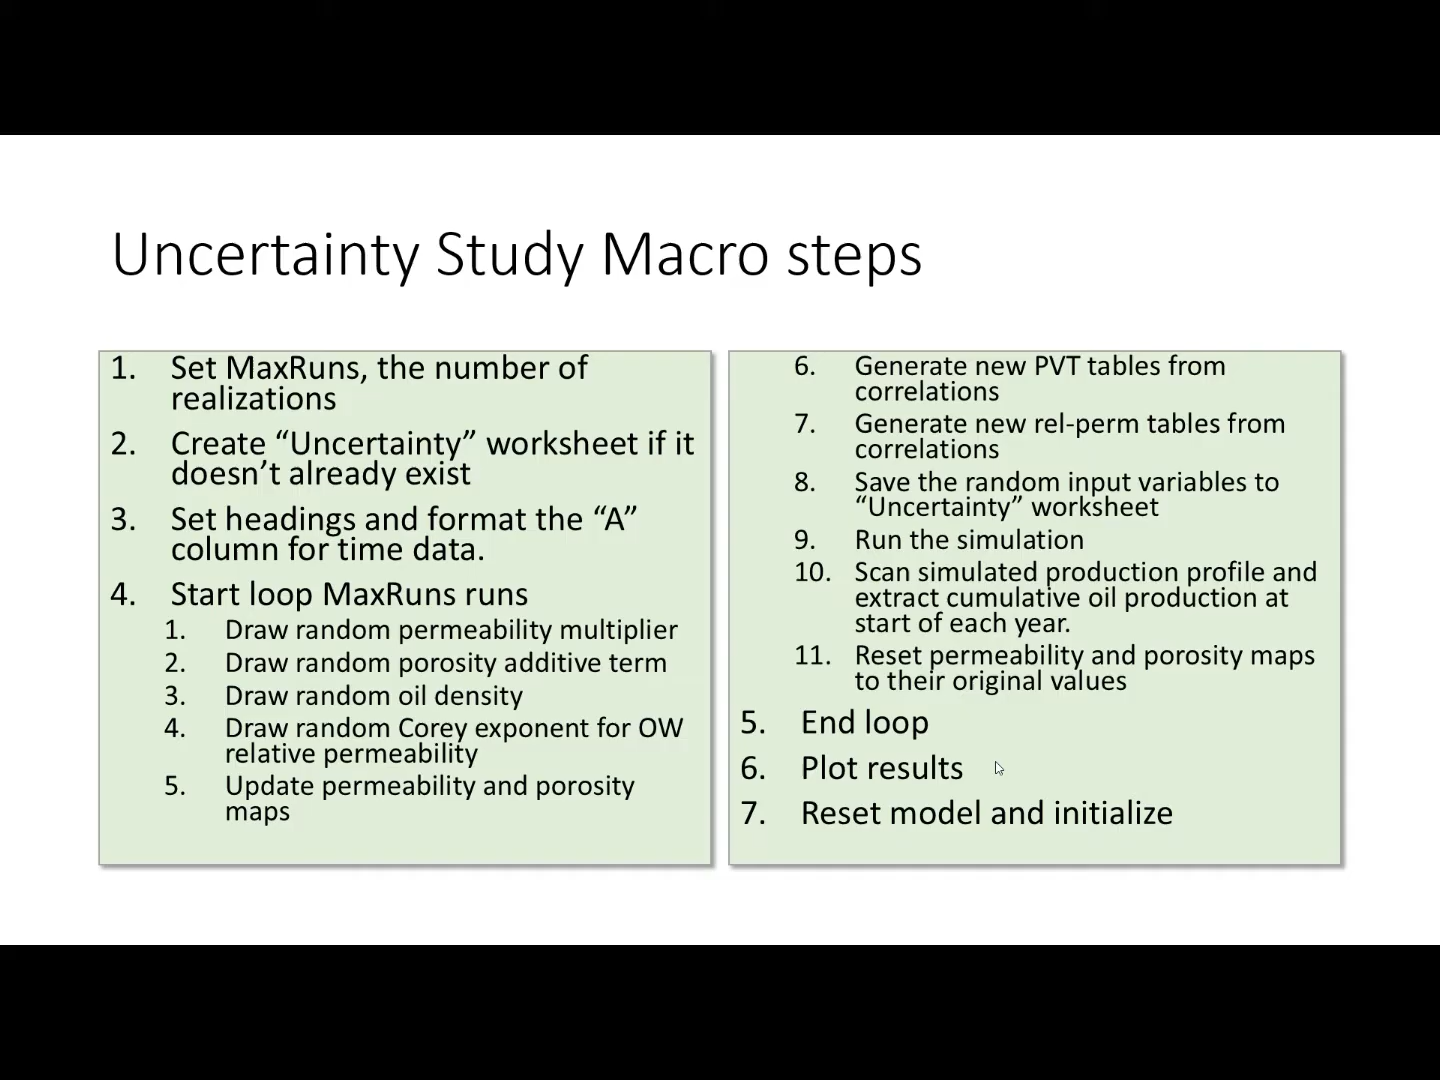 Uncertainty Study Macro steps
1. Set MaxRuns, the number of
realizations
2. Create “Uncertainty” worksheet if it
doesn’t already exist
3. Set headings and format the “A”
column for time data.
4. Start loop MaxRuns runs
1. Draw random permeability multiplier
2. Draw random porosity additive term
3. Draw random oil density
4. Draw random Corey exponent for OW
relative permeability
5. Update permeability and porosity
maps
6. Generate new PVT tables from
correlations
7. Generate new rel-perm tables from
correlations
8. Save the random input variables to
“Uncertainty” worksheet
9. Run the simulation
10. Scan simulated production profile and
extract cumulative oil production at
start of each year.
11. Reset permeability and porosity maps
to their original values
5. End loop
6. Plot results
7. Reset model and initialize